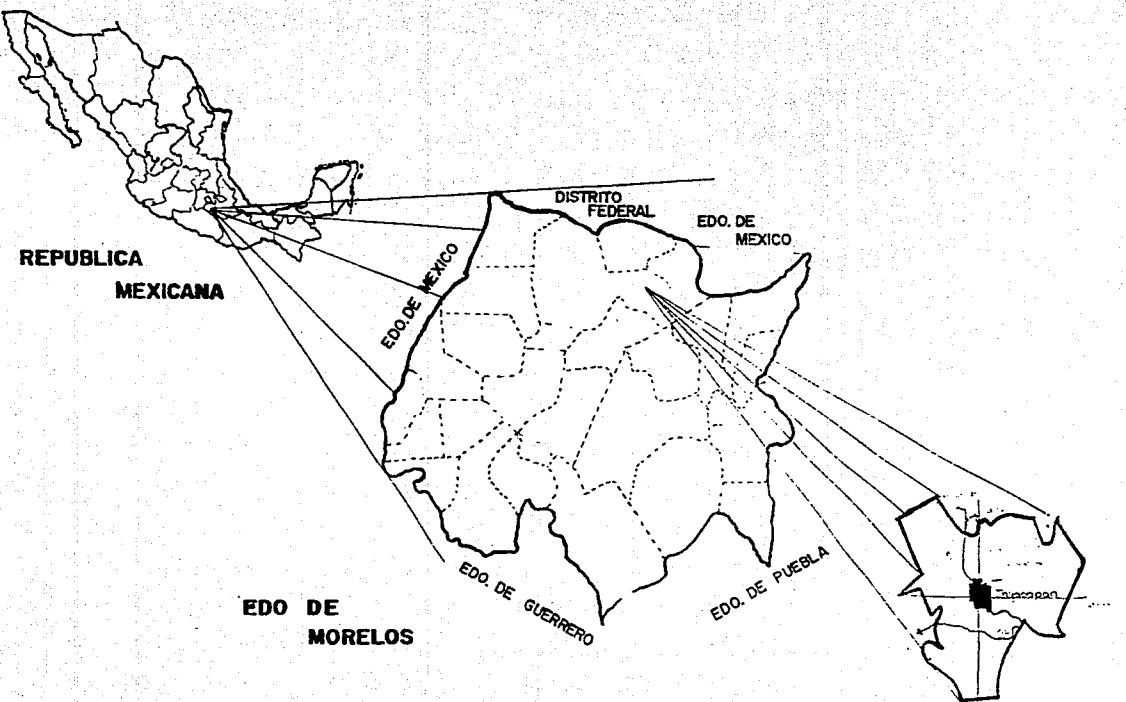 REPUBLICA
MEXICANA
DISTRITO
FEDERAL
EDO. DE
MEXICO
EDO. DE MEXICO
EDO. DE GUERRERO
EDO. DE PUEBLA
EDO DE
MORELOS